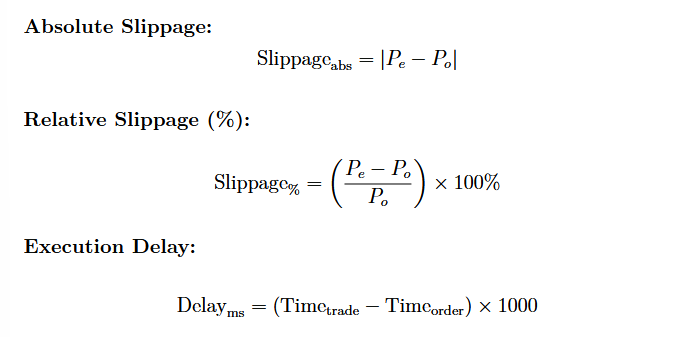 Absolute Slippage:
Slippage_abs = |P_e − P_o|
Relative Slippage (%):
Slippage_% = ((P_e − P_o) / P_o) × 100%
Execution Delay:
Delay_ms = (Time_trade − Time_order) × 1000